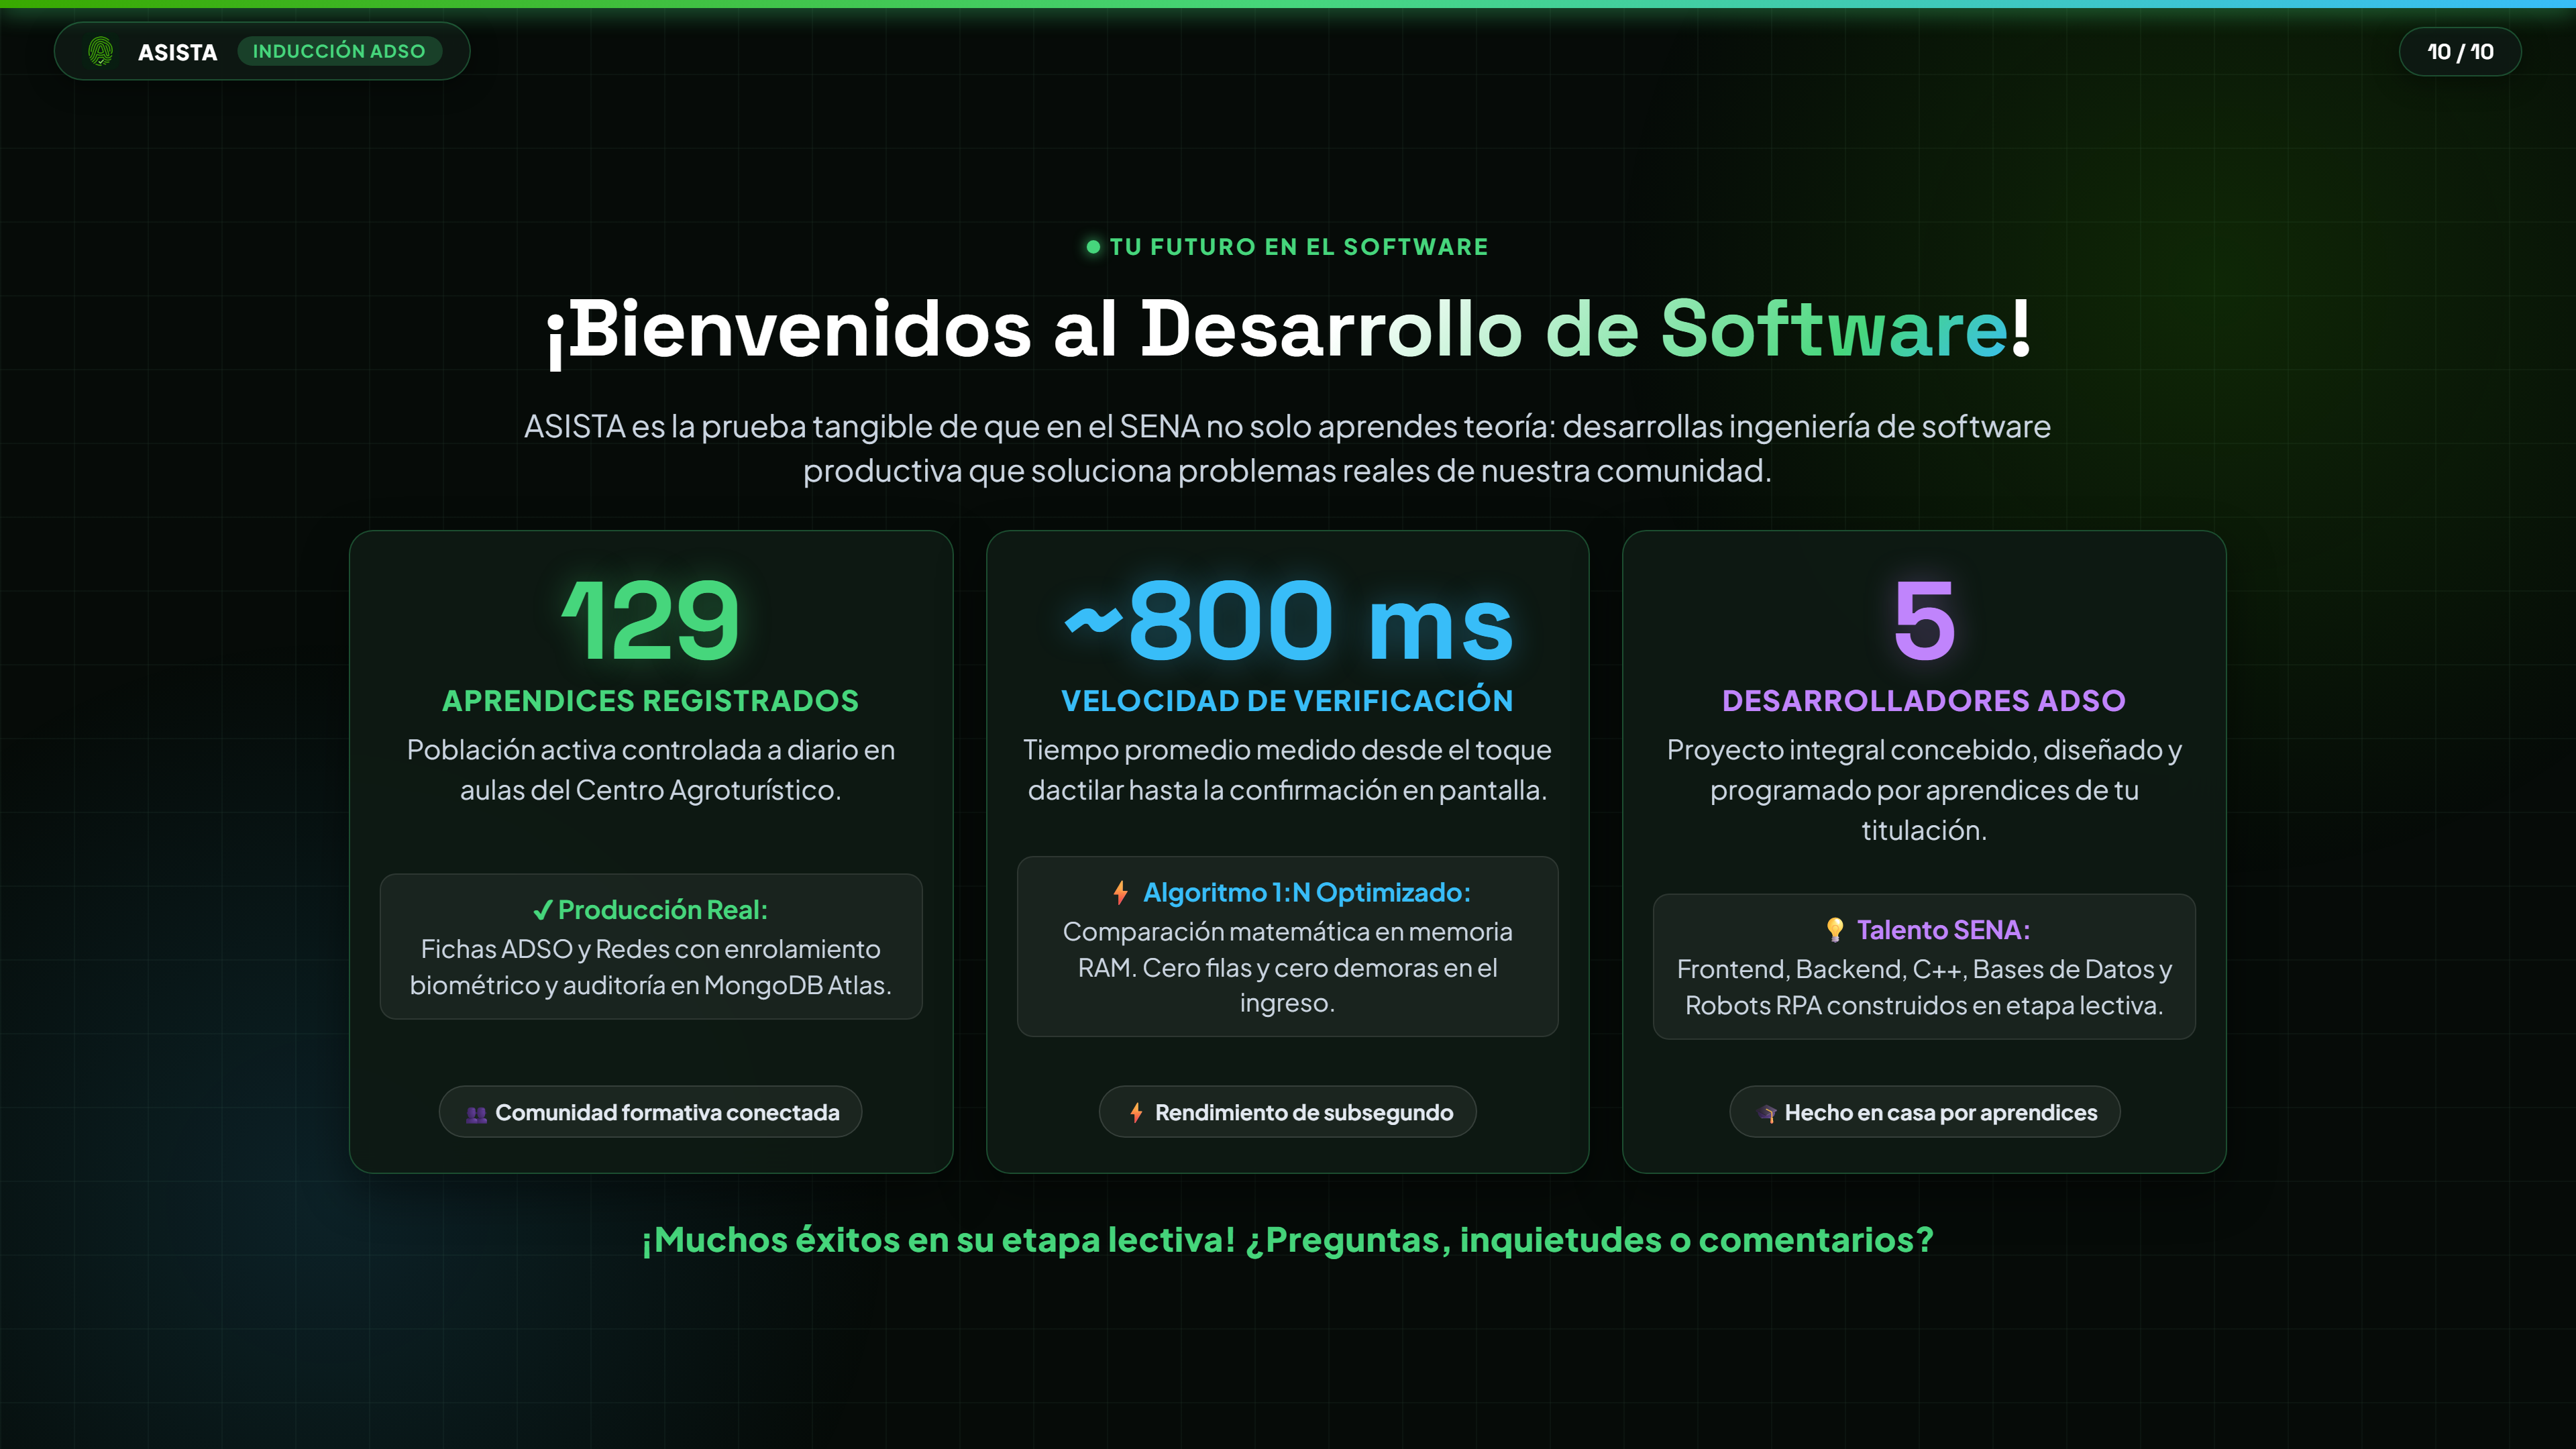 ASISTA INDUCCIÓN ADSO
10 / 10
TU FUTURO EN EL SOFTWARE
¡Bienvenidos al Desarrollo de Software!
ASISTA es la prueba tangible de que en el SENA no solo aprendes teoría: desarrollas ingeniería de software
productiva que soluciona problemas reales de nuestra comunidad.
129
APRENDICES REGISTRADOS
Población activa controlada a diario en
aulas del Centro Agroturístico.
✓ Producción Real:
Fichas ADSO y Redes con enrolamiento
biométrico y auditoría en MongoDB Atlas.
👥 Comunidad formativa conectada
~800 ms
VELOCIDAD DE VERIFICACIÓN
Tiempo promedio medido desde el toque
dactilar hasta la confirmación en pantalla.
⚡ Algoritmo 1:N Optimizado:
Comparación matemática en memoria
RAM. Cero filas y cero demoras en el
ingreso.
⚡ Rendimiento de subsegundo
5
DESARROLLADORES ADSO
Proyecto integral concebido, diseñado y
programado por aprendices de tu
titulación.
💡 Talento SENA:
Frontend, Backend, C++, Bases de Datos y
Robots RPA construidos en etapa lectiva.
🎓 Hecho en casa por aprendices
¡Muchos éxitos en su etapa lectiva! ¿Preguntas, inquietudes o comentarios?